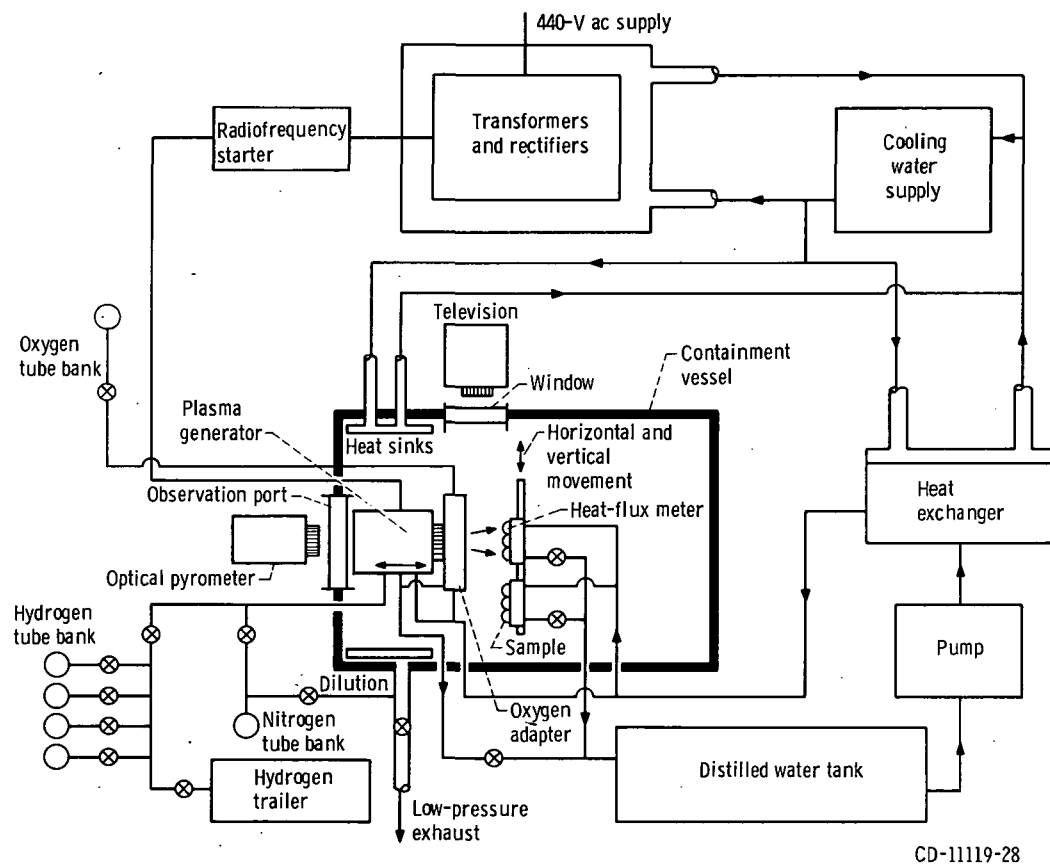 440-V ac supply
Radiofrequency
starter
Transformers
and rectifiers
Cooling
water
supply
Television
Oxygen
tube bank
Containment
vessel
Window
Plasma
generator
Heat sinks
Horizontal and
vertical
movement
Observation port
Heat-flux meter
Heat
exchanger
Optical pyrometer
Hydrogen
tube bank
Sample
Pump
Dilution
Oxygen
adapter
Nitrogen
tube bank
Distilled water tank
Hydrogen
trailer
Low-pressure
exhaust
CD-11119-28